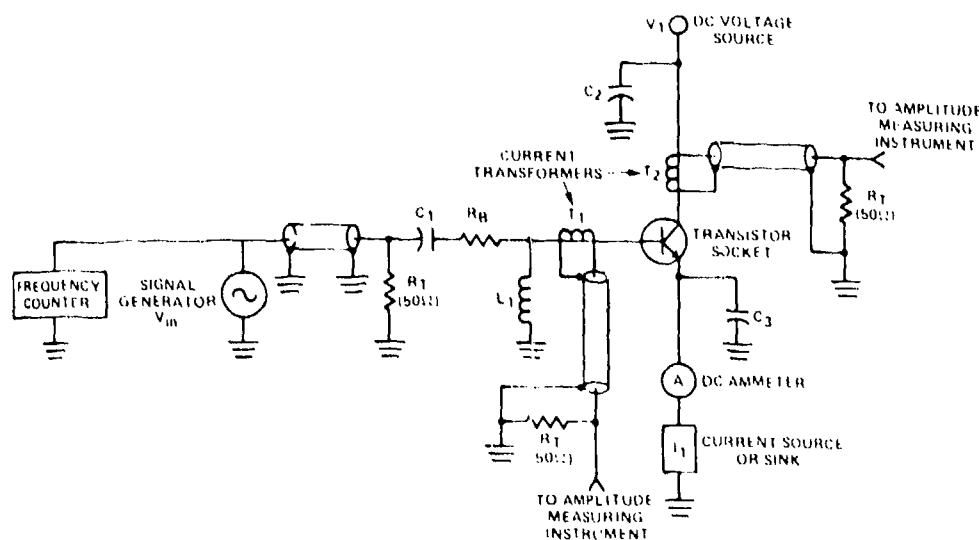 V1
DC VOLTAGE
SOURCE
C2
TO AMPLITUDE
MEASURING
INSTRUMENT
CURRENT
TRANSFORMERS
T2
RT
(50Ω)
C1
RB
T1
TRANSISTOR
SOCKET
FREQUENCY
COUNTER
SIGNAL
GENERATOR
Vin
RT
(50Ω)
L1
C3
A
DC AMMETER
RT
(50Ω)
I1
CURRENT SOURCE
OR SINK
TO AMPLITUDE
MEASURING
INSTRUMENT